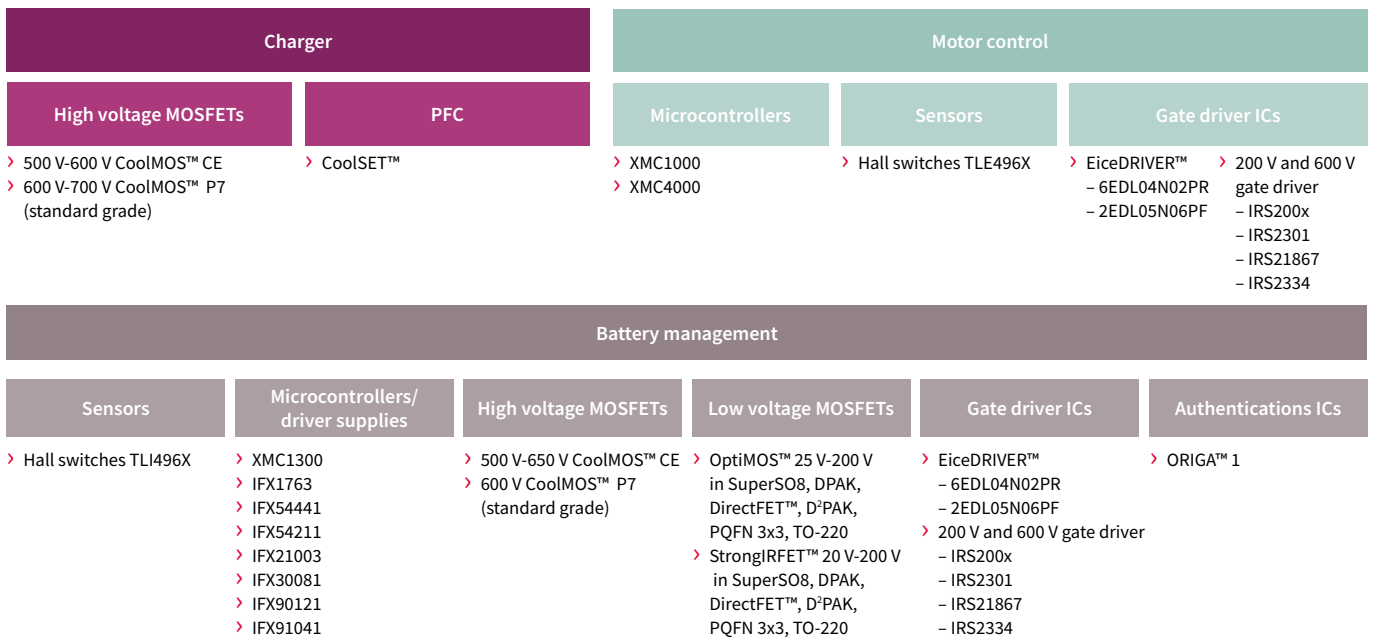 Charger
High voltage MOSFETs
› 500 V-600 V CoolMOS™ CE
› 600 V-700 V CoolMOS™ P7
(standard grade)
PFC
› CoolSET™
Motor control
Microcontrollers
› XMC1000
› XMC4000
Sensors
› Hall switches TLE496X
Gate driver ICs
› EiceDRIVER™
– 6EDL04N02PR
– 2EDL05N06PF
› 200 V and 600 V
gate driver
– IRS200x
– IRS2301
– IRS21867
– IRS2334
Battery management
Sensors
› Hall switches TLI496X
Microcontrollers/
driver supplies
› XMC1300
› IFX1763
› IFX54441
› IFX54211
› IFX21003
› IFX30081
› IFX90121
› IFX91041
High voltage MOSFETs
› 500 V-650 V CoolMOS™ CE
› 600 V CoolMOS™ P7
(standard grade)
Low voltage MOSFETs
› OptiMOS™ 25 V-200 V
in SuperSO8, DPAK,
DirectFET™, D²PAK,
PQFN 3x3, TO-220
› StrongIRFET™ 20 V-200 V
in SuperSO8, DPAK,
DirectFET™, D²PAK,
PQFN 3x3, TO-220
Gate driver ICs
› EiceDRIVER™
– 6EDL04N02PR
– 2EDL05N06PF
› 200 V and 600 V gate driver
– IRS200x
– IRS2301
– IRS21867
– IRS2334
Authentications ICs
› ORIGA™ 1